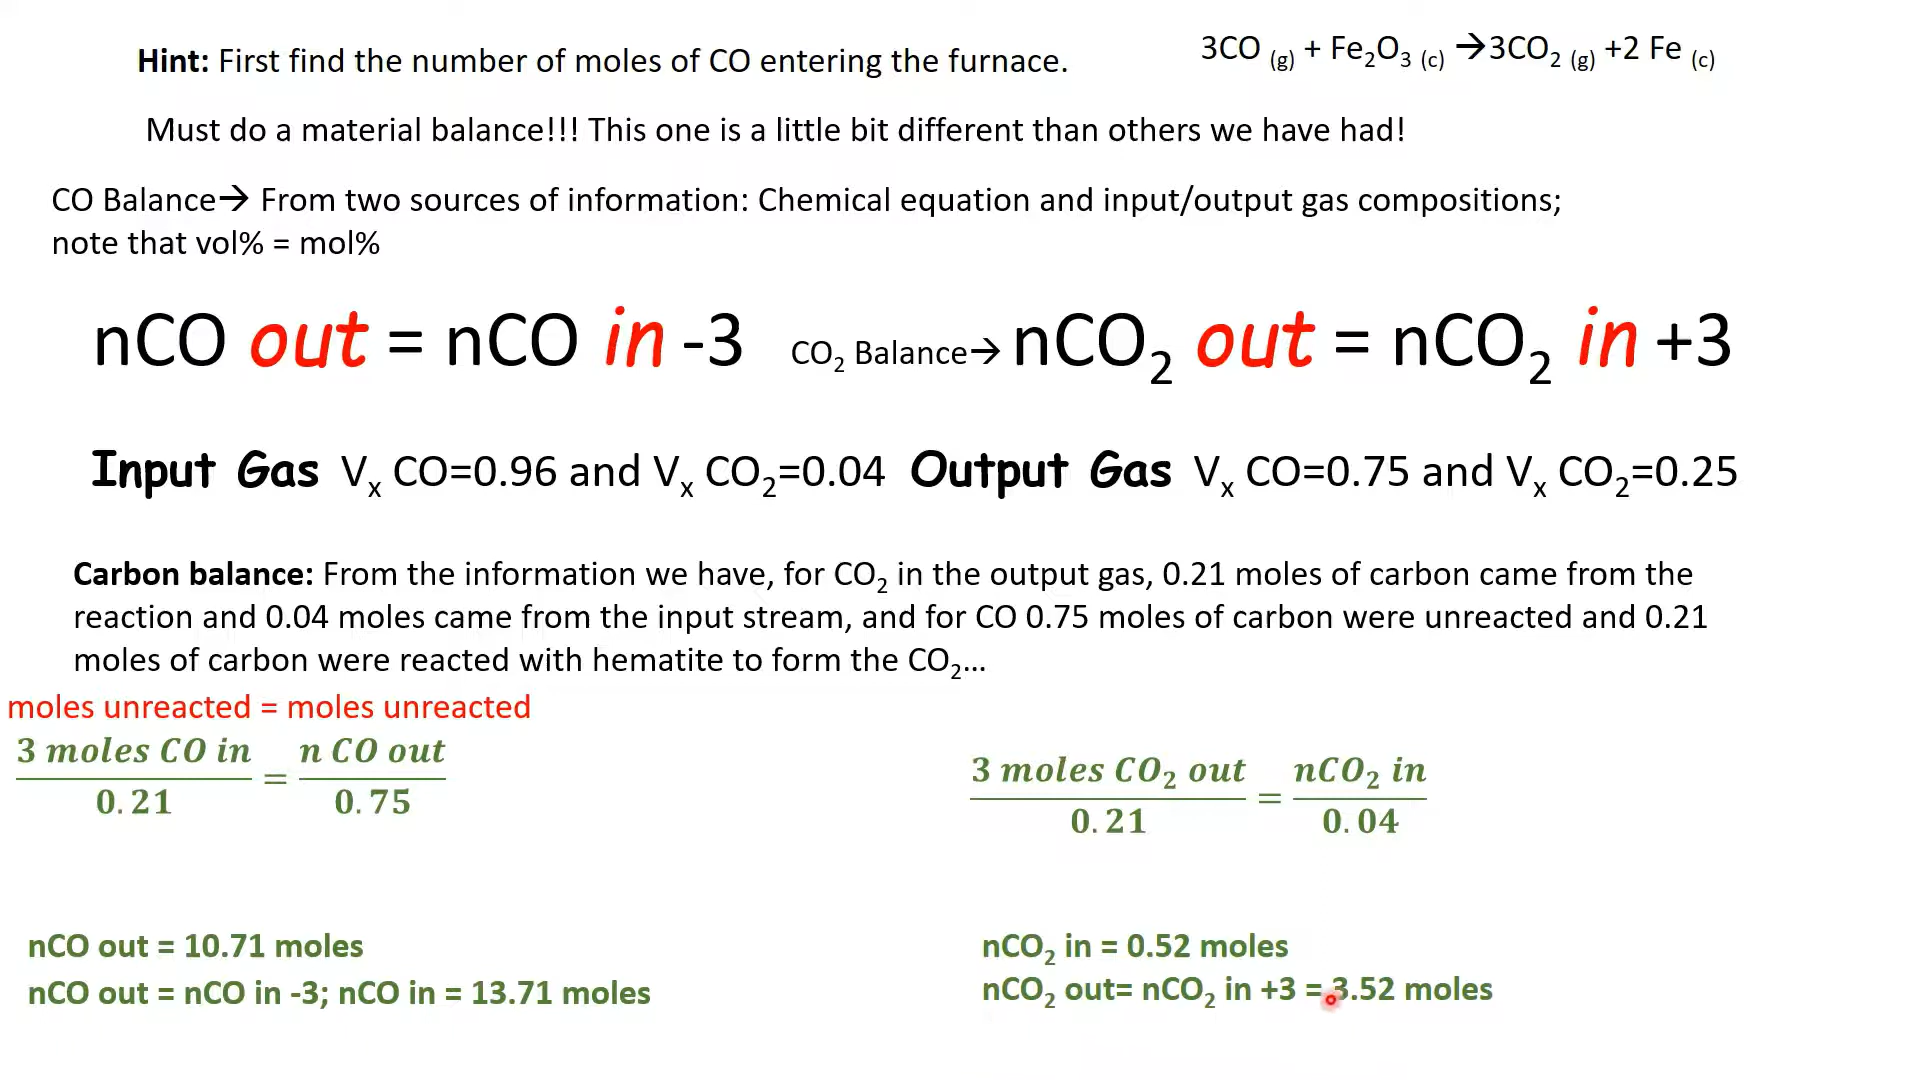 Hint: First find the number of moles of CO entering the furnace.
3CO (g) + Fe2O3 (c) →3CO2 (g) +2 Fe (c)
Must do a material balance!!! This one is a little bit different than others we have had!
CO Balance→ From two sources of information: Chemical equation and input/output gas compositions;
note that vol% = mol%
nCO out = nCO in -3
CO2 Balance→ nCO2 out = nCO2 in +3
Input Gas Vx CO=0.96 and Vx CO2=0.04
Output Gas Vx CO=0.75 and Vx CO2=0.25
Carbon balance: From the information we have, for CO2 in the output gas, 0.21 moles of carbon came from the
reaction and 0.04 moles came from the input stream, and for CO 0.75 moles of carbon were unreacted and 0.21
moles of carbon were reacted with hematite to form the CO2...
moles unreacted = moles unreacted
3 moles CO in / 0.21 = n CO out / 0.75
3 moles CO2 out / 0.21 = nCO2 in / 0.04
nCO out = 10.71 moles
nCO out = nCO in -3; nCO in = 13.71 moles
nCO2 in = 0.52 moles
nCO2 out= nCO2 in +3 = 3.52 moles